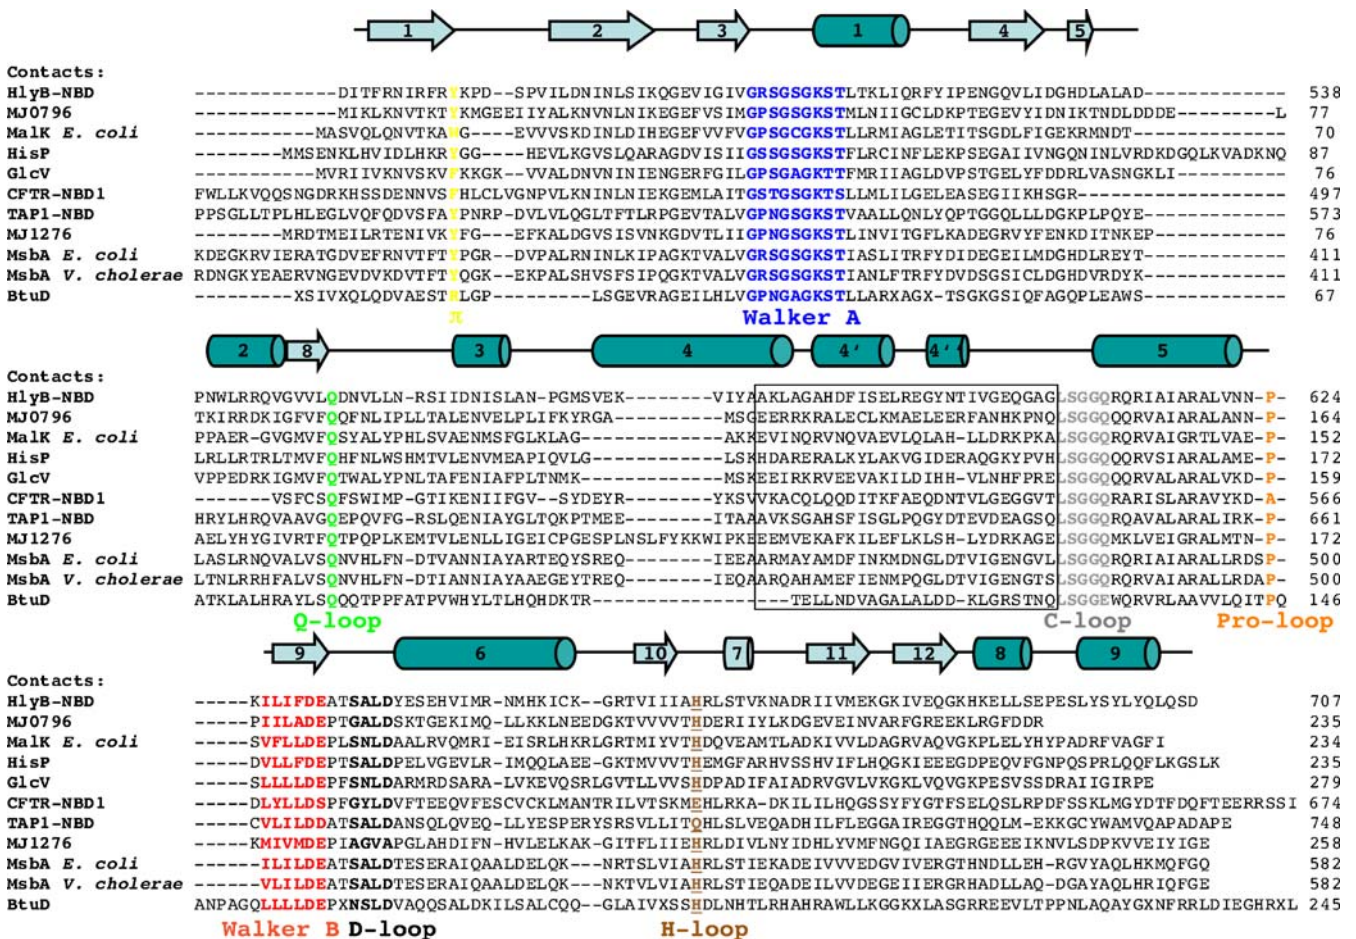 1 2 3 1 4 5
Contacts:
HlyB-NBD -------------DITFRNIRFRYKPD--SPVILDNINLSIKQGEVIGIVGRSGSGKSTLTKLIQRFYIPENGQVLIDGHDLALAD------------- 538
MJ0796 -------------MIKLKNVTKTYKMGEEIIYALKNVNLNIKEGEFVSIMGPSGSGKSTMLNIIGCLDKPTEGEVYIDNIKTNDLDDDE---------L 77
MalK E. coli -----------MASVQLQNVTKAWG----EVVVSKDINLDIHEGEFVVFVGPSGCGKSTLLRMIAGLETITSGDLFIGEKRMNDT-------------- 70
HisP --------MMSENKLHVIDLHKRYGG----HEVLKGVSLQARAGDVISIIGSSGSGKSTFLRCINFLEKPSEGAIIVNGQNINLVRDKDGQLKVADKNQ 87
GlcV -------------MVRIIVKNVSKVFKKGK--VVALDNVNINIENGERFGILGPSGAGKTTFMRIIAGLDVPSTGELYFDDRLVASNGKLI-------- 76
CFTR-NBD1 FWLLKVQQSNGDRKHSSDENNVSFHLCLVGNPVLKNINLNIEKGEMLAITGSTGSGKTSLLMLILGELEASEGIIKHSGR------------------- 497
TAP1-NBD PPSGLLTPLHLEGLVQFQDVSFAYPNRP-DVLVLQGLTFTLRPGEVTALVGPNGSGKSTVAALLQNLYQPTGGQLLLDGKPLPQYE------------- 573
MJ1276 -----------MRDTMEILRTENIVKYFG--EFKALDGVSISVNKGDVTLIIGPNGSGKSTLINVITGFLKADEGRVYFENKDITNKEP---------- 76
MsbA E. coli KDEGKRVIERATGDVEFRNVTFTYPGR--DVPALRNINLKIPAGKTVALVGRSGSGKSTIASLITRFYDIDEGEILMDGHDLREYT------------- 411
MsbA V. cholerae RDNGKYEAERVNGEVDVKDVTFTYQGK--EKPALSHVSFSIPQGKTVALVGRSGSGKSTIANLFTRFYDVDSGSICLDGHDVRDYK------------- 411
BtuD ---------XSIVXQLQDVAESTRLGP--------LSGEVRAGEILHLVGPNGAGKSTLLARXAGX-TSGKGSIQFAGQPLEAWS-------------- 67
π Walker A
2 8 3 4 4‘ 4‘‘ 5
Contacts:
HlyB-NBD PNWLRRQVGVVLQDNVLLN-RSIIDNISLAN-PGMSVEK---------VIYAAKLAGAHDFISELREGYNTIVGEQGAGLSGGQRQRIAIARALVNN-P- 624
MJ0796 TKIRRDKIGFVFQQFNLIPLLTALENVELPLIFKYRGA----------MSGEERRKRALECLKMAELEERFANHKPNQLSGGQQQRVAIARALANN-P- 164
MalK E. coli PPAER-GVGMVFQSYALYPHLSVAENMSFGLKLAG-------------AKKEVINQRVNQVAEVLQLAH-LLDRKPKALSGGQRQRVAIGRTLVAE-P- 152
HisP LRLLRTRLTMVFQHFNLWSHMTVLENVMEAPIQVLG------------LSKHDARERALKYLAKVGIDERAQGKYPVHLSGGQQQRVSIARALAME-P- 172
GlcV VPPEDRKIGMVFQTWALYPNLTAFENIAFPLTNMK-------------MSKEEIRKRVEEVAKILDIHH-VLNHFPRELSGGQQQRVALARALVKD-P- 159
CFTR-NBD1 VSFCSQFSWIMP-GTIKENIIFGV--SYDEYR-----------YKSVVKACQLQQDITKFAEQDNTVLGEGGVTLSGGQRARISLARAVYKD-A- 566
TAP1-NBD HRYLHRQVAAVGQEPQVFG-RSLQENIAYGLTQKPTMEE---------ITAAAVKSGAHSFISGLPQGYDTEVDEAGSQLSGGQRQAVALARALIRK-P- 661
MJ1276 AELYHYGIVRTFQTPQPLKEMTVLENLLIGEICPGESPLNSLFYKKWIPKEEEMVEKAFKILEFLKLSH-LYDRKAGELSGGQMKLVEIGRALMTN-P- 172
MsbA E. coli LASLRNQVALVSQNVHLFN-DTVANNIAYARTEQYSREQ---------IEEAARMAYAMDFINKMDNGLDTVIGENGVLLSGGQRQRIAIARALLRDSP- 500
MsbA V. cholerae LTNLRRHFALVSQNVHLFN-DTIANNIAYAAEGEYTREQ---------IEQAARQAHAMEFIENMPQGLDTVIGENGTSLSGGQRQRVAIARALLRDAP- 500
BtuD ATKLALHRAYLSQQQTPPFATPVWHYLTLHQHDKTR----------------TELLNDVAGALALDD-KLGRSTNQLSGGEWQRVRLAAVVLQITPQ 146
Q-loop C-loop Pro-loop
9 6 10 7 11 12 8 9
Contacts:
HlyB-NBD -----KILIFDEATSALDYESEHVIMR-NMHKICK--GRTVIIIAHRLSTVKNADRIIVMEKGKIVEQGKHKELLSEPESLYSYLYQLQSD 707
MJ0796 -----PIILADEPTGALDSKTGEKIMQ-LLKKLNEEDGKTVVVVTHDERIIYLKDGEVEINVARFGREEKLRGFDDR 235
MalK E. coli -----SVFLLDEPLSNLDAALRVQMRI-EISRLHKRLGRTMIYVTHDQVEAMTLADKIVVLDAGRVAQVGKPLELYHYPADRFVAGFI 234
HisP -----DVLLFDEPTSALDPELVGEVLR-IMQQLAEE-GKTMVVVTHEMGFARHVSSHVIFLHQGKIEEEGDPEQVFGNPQSPRLQQFLKGSLK 235
GlcV -----SLLLLDEPFSNLDARMRDSARA-LVKEVQSRLGVTLLVVSHDPADIFAIADRVGVLVKGKLVQVGKPESVSSDRAIIGIRPE 279
CFTR-NBD1 -----DLYLLDSPFGYLDVFTEEQVFESCVCKLMANTRILVTSKMEHLRKA-DKILILHQGSSYFYGTFSELQSLRPDFSSKLMGYDTFDQFTEERRSSI 674
TAP1-NBD -----CVLILDDATSALDANSQLQVEQ-LLYESPERYSRSVLLITQHLSLVEQADHILFLEGGAIREGGTHQQLM-EKKGCYWAMVQAPADAPE 748
MJ1276 -----KMIVMDEPIAGVAPGLAHDIFN-HVLELKAK-GITFLIIEHRLDIVLNYIDHLYVMFNGQIIAEGRGEEEIKNVLSDPKVVEIYIGE 258
MsbA E. coli -----ILILDEATSALDTESERAIQAALDELQK---NRTSLVIAHRLSTIEKADEIVVVEDGVIVERGTHNDLLEH-RGVYAQLHKMQFGQ 582
MsbA V. cholerae -----VLILDEATSALDTESERAIQAALDELQK---NKTVLVIAHRLSTIEQADEILVVDEGEIIERGRHADLLAQ-DGAYAQLHRIQFGE 582
BtuD ANPAGQLLLLDEPXNSLDVAQQSALDKILSALCQQ--GLAIVXSSHDLNHTLRHAHRAWLLKGGKXLASGRREEVLTPPNLAQAYGXNFRRLDIEGHRXL 245
Walker B D-loop H-loop